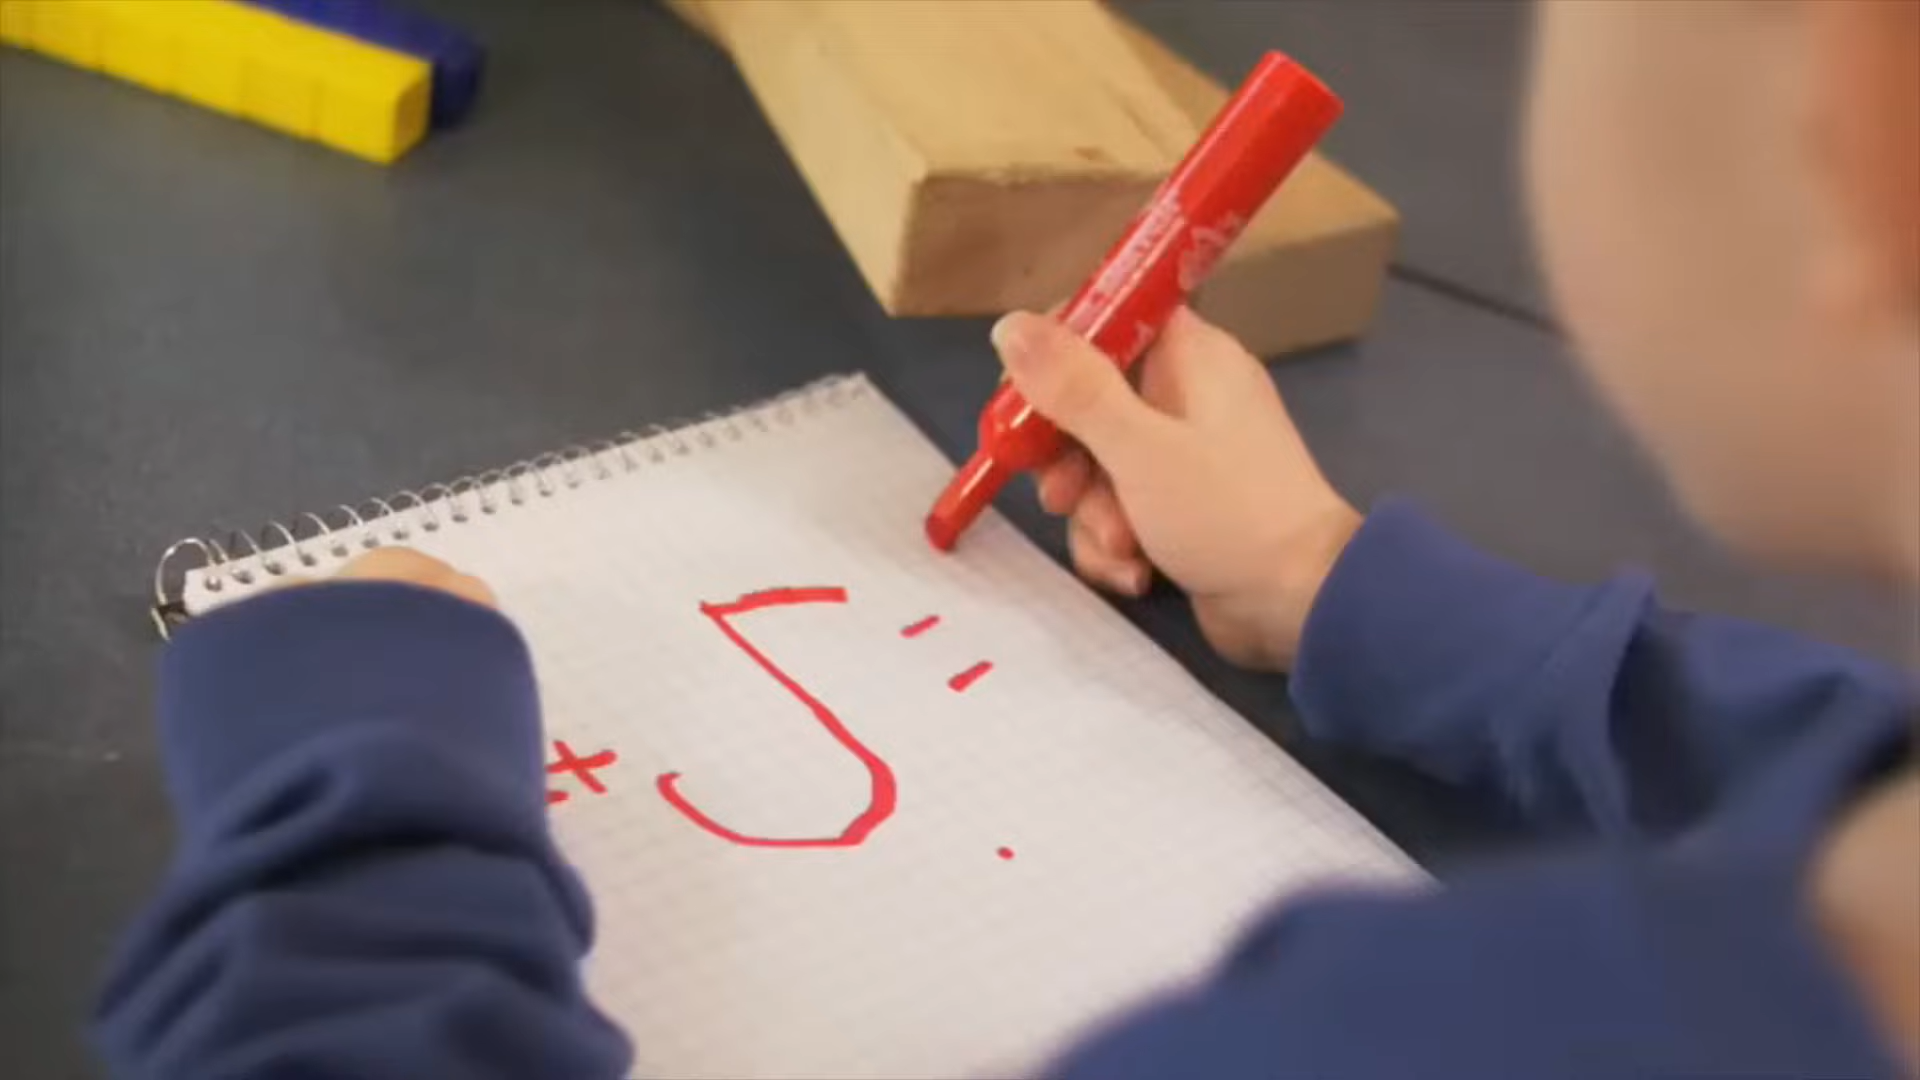 + 5 =